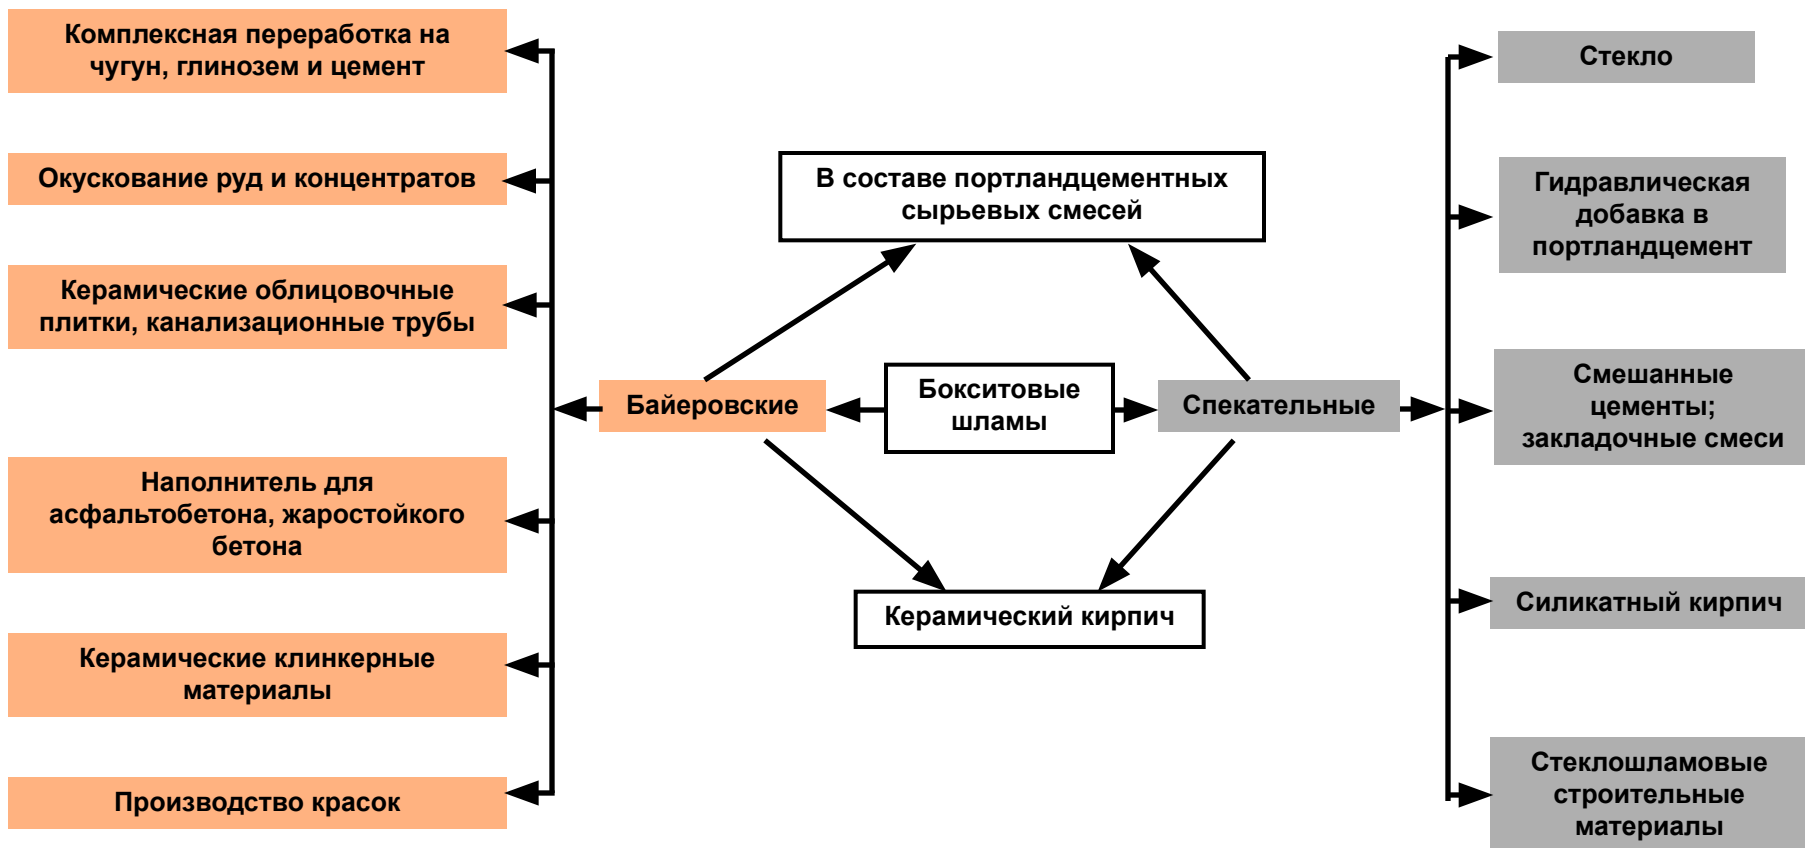 Комплексная переработка на
чугун, глинозем и цемент
Окускование руд и концентратов
Керамические облицовочные
плитки, канализационные трубы
Наполнитель для
асфальтобетона, жаростойкого
бетона
Керамические клинкерные
материалы
Производство красок
В составе портландцементных
сырьевых смесей
Байеровские
Бокситовые
шламы
Спекательные
Керамический кирпич
Стекло
Гидравлическая
добавка в
портландцемент
Смешанные
цементы;
закладочные смеси
Силикатный кирпич
Стеклошламовые
строительные
материалы